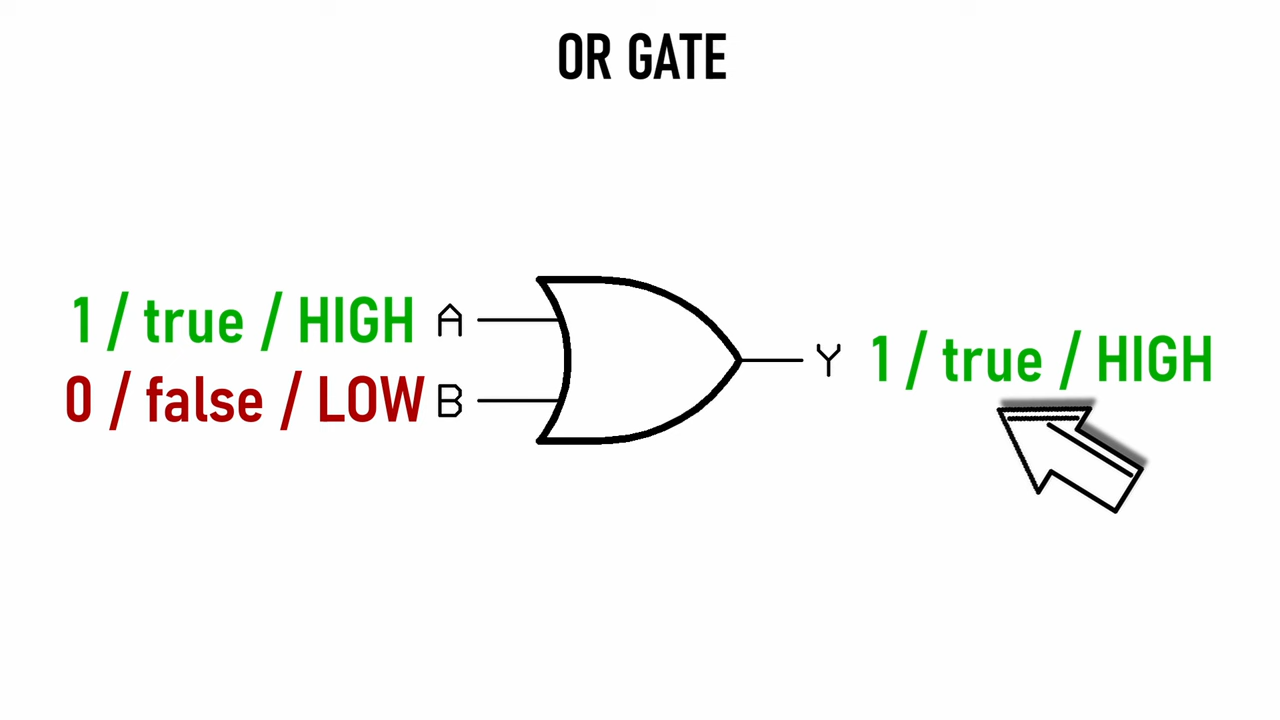 OR GATE
1 / true / HIGH A
0 / false / LOW B
Y 1 / true / HIGH